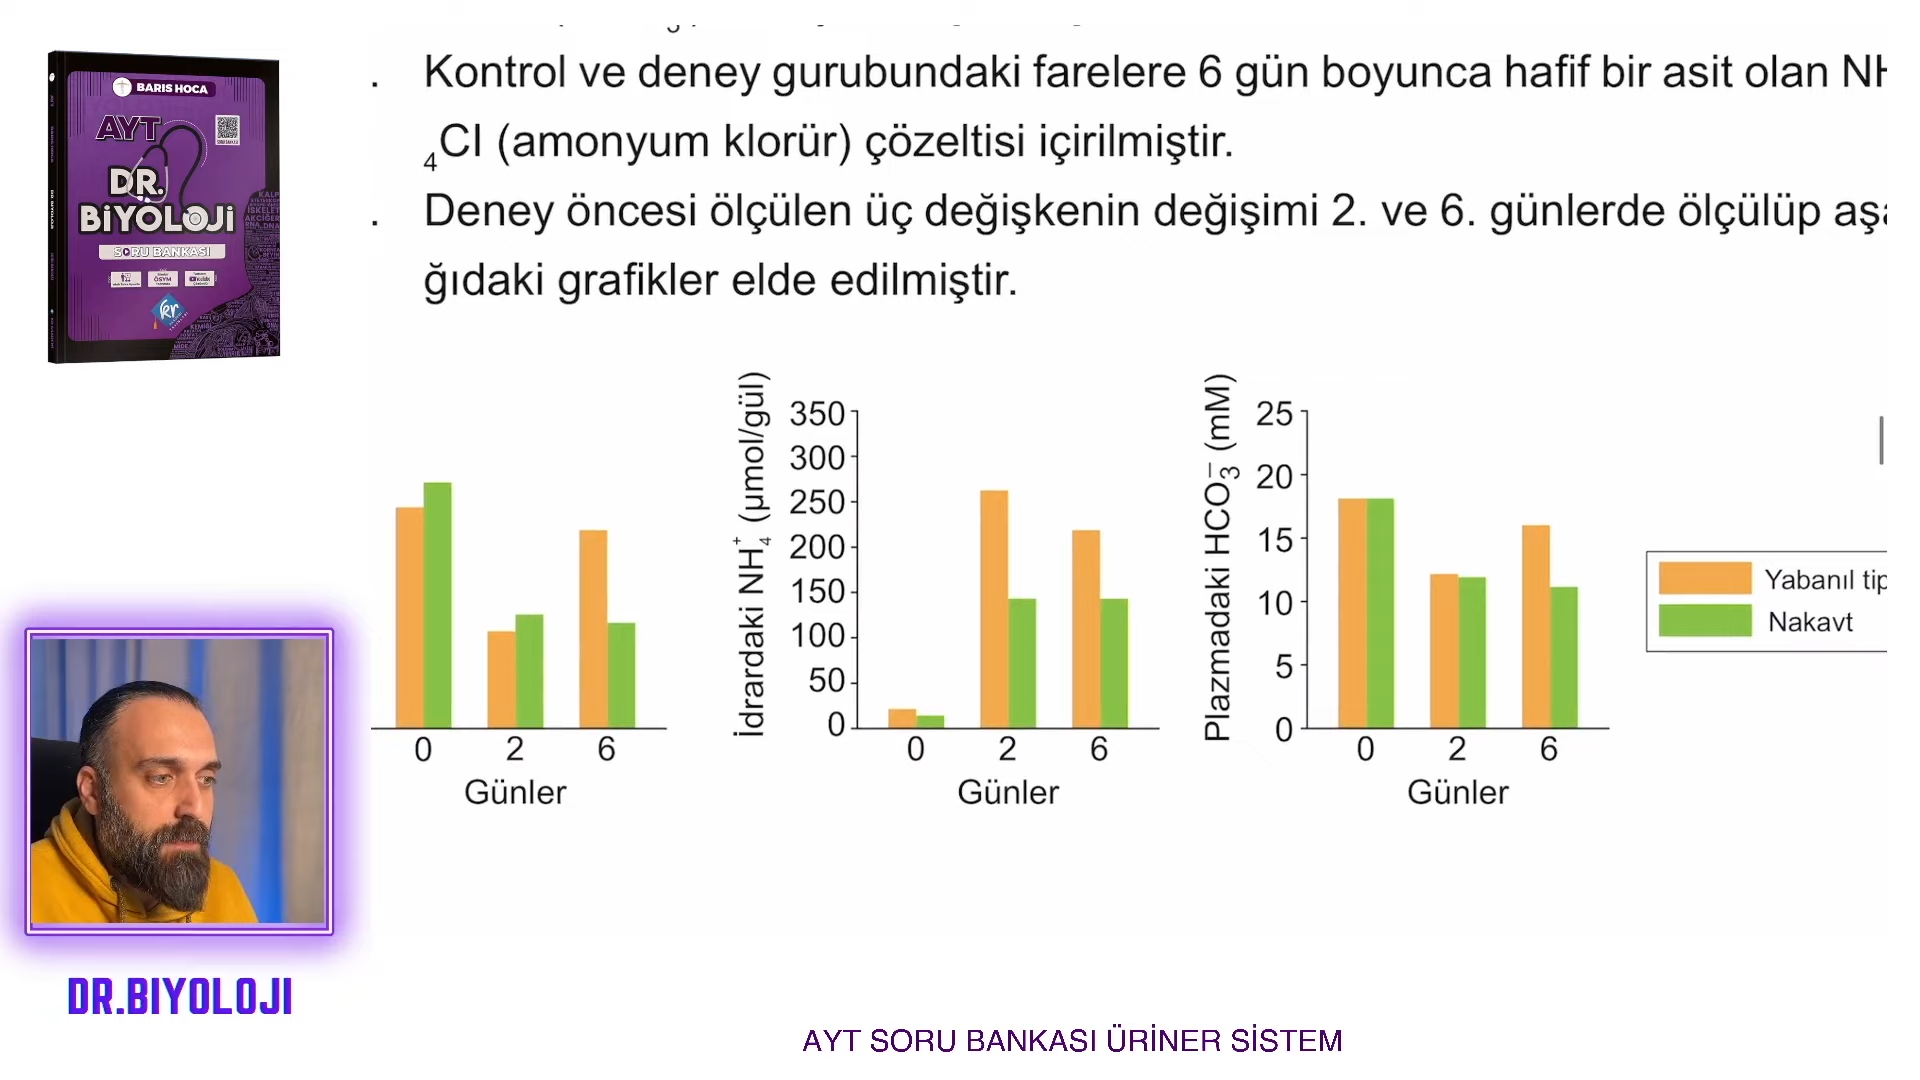 Kontrol ve deney gurubundaki farelere 6 gün boyunca hafif bir asit olan NH
4Cl (amonyum klorür) çözeltisi içirilmiştir.
Deney öncesi ölçülen üç değişkenin değişimi 2. ve 6. günlerde ölçülüp aşa
ğıdaki grafikler elde edilmiştir.
BARIS HOCA
AYT
DR.
BİYOLOJİ
SORU BANKASI
kr
0 2 6
Günler
İdrardaki NH4+ (µmol/gül)
350
300
250
200
150
100
50
0
0 2 6
Günler
Plazmadaki HCO3− (mM)
25
20
15
10
5
0
0 2 6
Günler
Yabanıl tip
Nakavt
DR.BIYOLOJI
AYT SORU BANKASI ÜRİNER SİSTEM